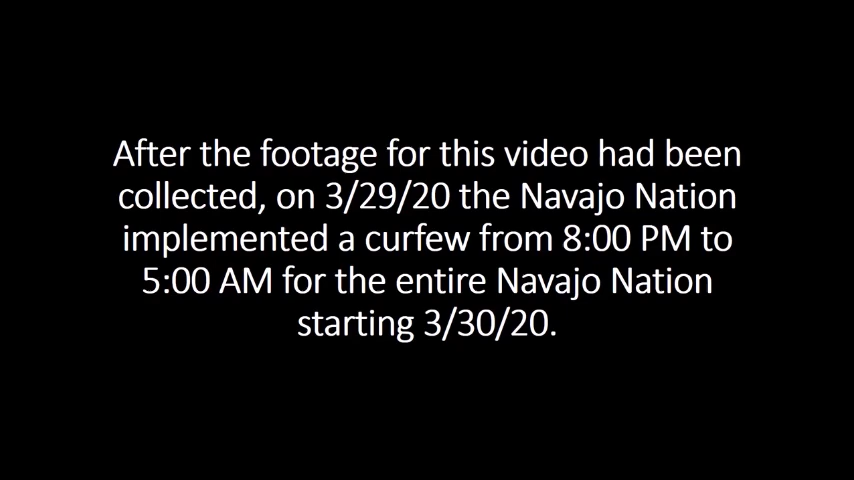 After the footage for this video had been
collected, on 3/29/20 the Navajo Nation
implemented a curfew from 8:00 PM to
5:00 AM for the entire Navajo Nation
starting 3/30/20.